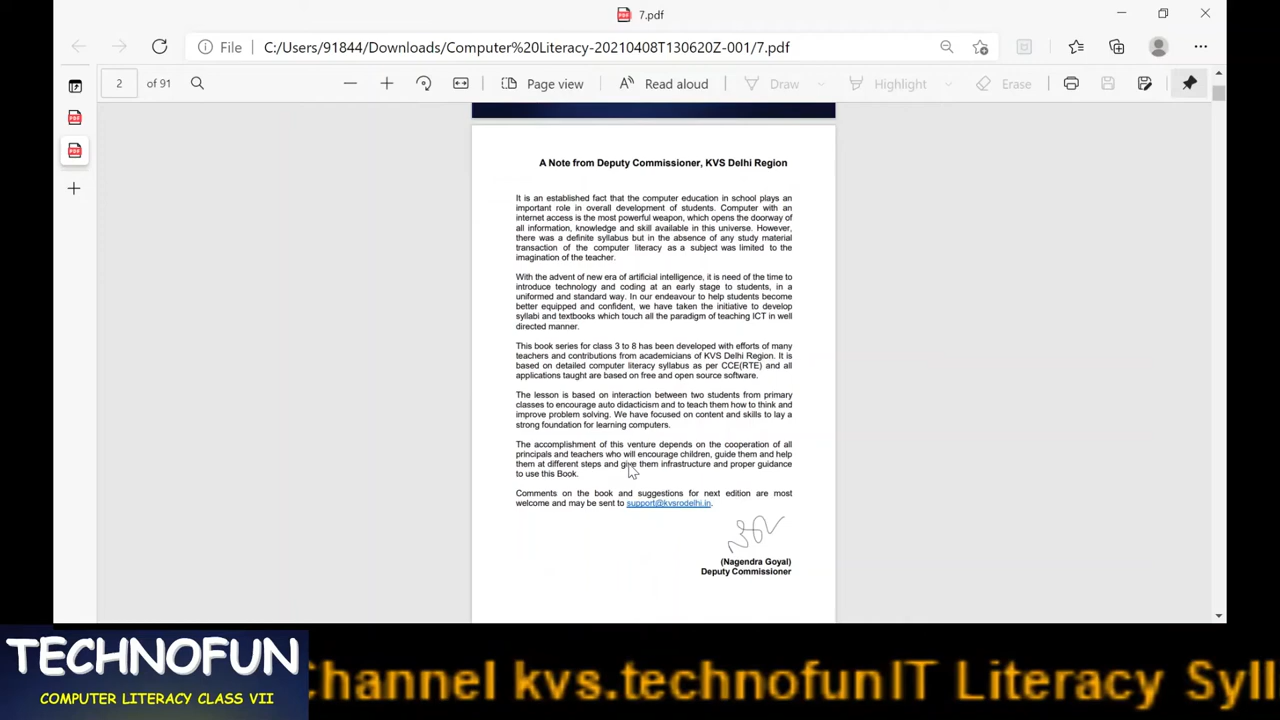 7.pdf
File C:/Users/91844/Downloads/Computer%20Literacy-20210408T130620Z-001/7.pdf
2 of 91 Page view Read aloud Draw Highlight Erase
A Note from Deputy Commissioner, KVS Delhi Region
It is an established fact that the computer education in school plays an
important role in overall development of students. Computer with an
internet access is the most powerful weapon, which opens the doorway of
all information, knowledge and skill available in this universe. However,
there was a definite syllabus but in the absence of any study material
transaction of the computer literacy as a subject was limited to the
imagination of the teacher.
With the advent of new era of artificial intelligence, it is need of the time to
introduce technology and coding at an early stage to students, in a
uniformed and standard way. In our endeavour to help students become
better equipped and confident, we have taken the initiative to develop
syllabi and textbooks which touch all the paradigm of teaching ICT in well
directed manner.
This book series for class 3 to 8 has been developed with efforts of many
teachers and contributions from academicians of KVS Delhi Region. It is
based on detailed computer literacy syllabus as per CCE(RTE) and all
applications taught are based on free and open source software.
The lesson is based on interaction between two students from primary
classes to encourage auto didacticism and to teach them how to think and
improve problem solving. We have focused on content and skills to lay a
strong foundation for learning computers.
The accomplishment of this venture depends on the cooperation of all
principals and teachers who will encourage children, guide them and help
them at different steps and give them infrastructure and proper guidance
to use this Book.
Comments on the book and suggestions for next edition are most
welcome and may be sent to support@kvsrodelhi.in.
(Nagendra Goyal)
Deputy Commissioner
TECHNOFUN
COMPUTER LITERACY CLASS VII
Channel kvs.technofunIT Literacy Syll